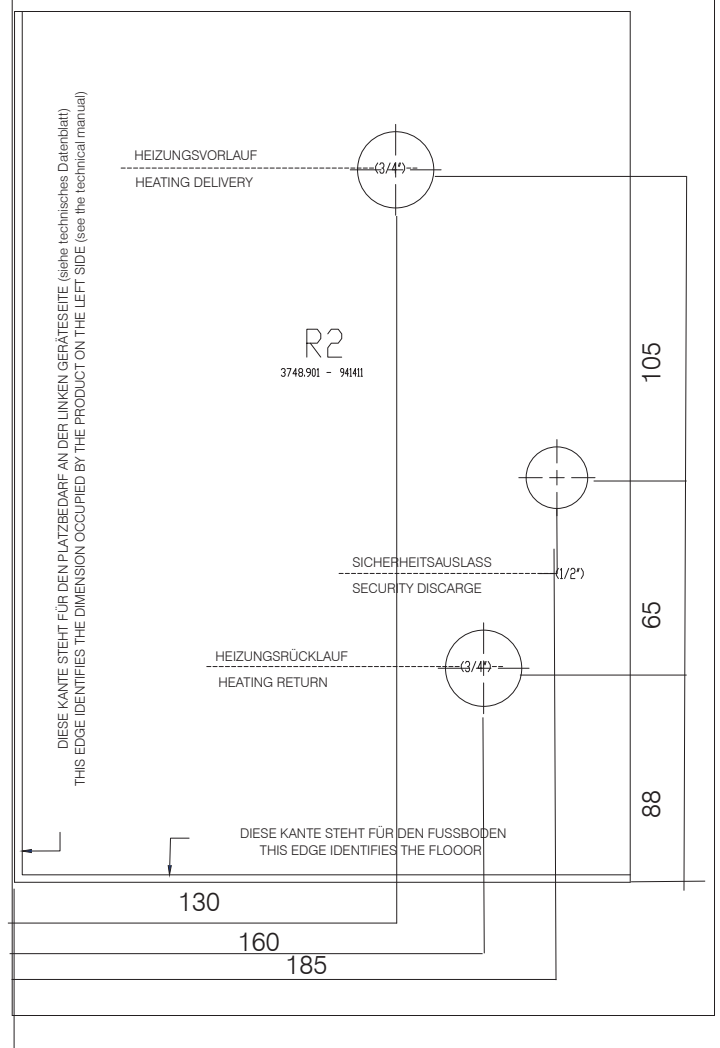 DIESE KANTE STEHT FÜR DEN PLATZBEDARF AN DER LINKEN GERÄTESEITE (siehe technisches Datenblatt)
THIS EDGE IDENTIFIES THE DIMENSION OCCUPIED BY THE PRODUCT ON THE LEFT SIDE (see the technical manual)
HEIZUNGSVORLAUF
(3/4")
HEATING DELIVERY
R2
3748.901 - 941411
105
SICHERHEITSAUSLASS
(1/2")
SECURITY DISCARGE
65
HEIZUNGSRÜCKLAUF
(3/4")
HEATING RETURN
88
DIESE KANTE STEHT FÜR DEN FUSSBODEN
THIS EDGE IDENTIFIES THE FLOOOR
130
160
185